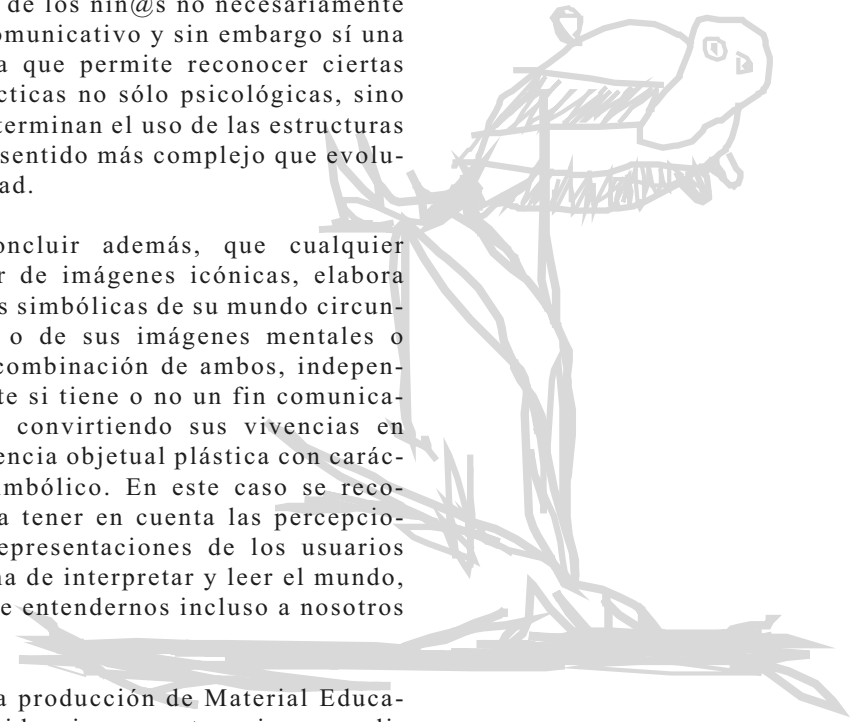 de los nin@s no necesariamente
omunicativo y sin embargo sí una
a que permite reconocer ciertas
cticas no sólo psicológicas, sino
terminan el uso de las estructuras
sentido más complejo que evolu-
ad.
oncluir además, que cualquier
r de imágenes icónicas, elabora
s simbólicas de su mundo circun-
o de sus imágenes mentales o
combinación de ambos, indepen-
te si tiene o no un fin comunica-
convirtiendo sus vivencias en
encia objetual plástica con carác-
imbólico. En este caso se reco-
a tener en cuenta las percepcio-
epresentaciones de los usuarios
na de interpretar y leer el mundo,
e entendernos incluso a nosotros
a producción de Material Educa-